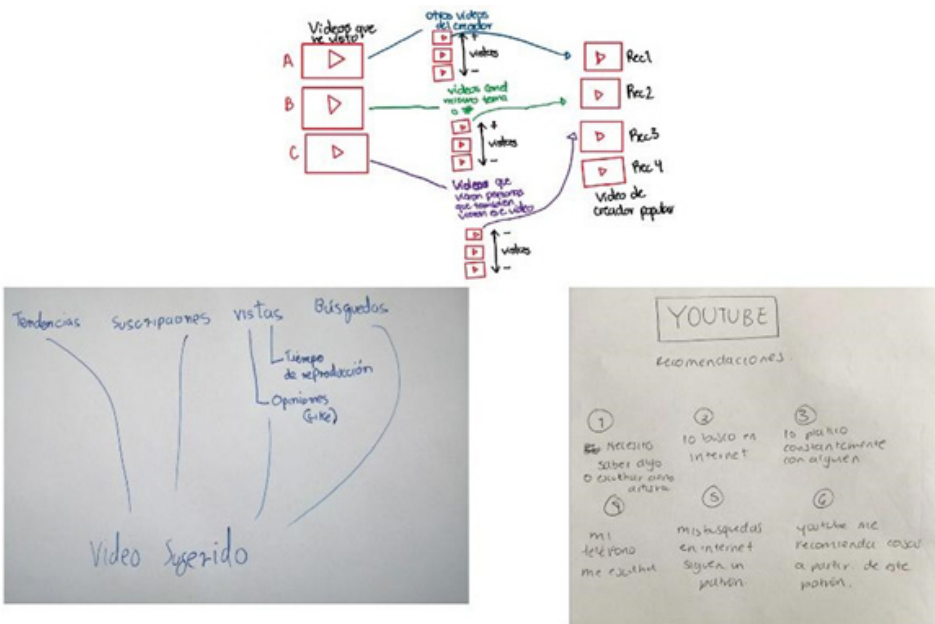 Videos que
he visto
A
B
C
otros videos
del creador
+
vistas
-
videos con el
mismo tema
o
+
vistas
-
Videos que
vieron personas
que también
vieron ese video
-
vistas
-
Rec1
Rec2
Rec3
Rec4
Video de
creador popular
Tendencias
Suscripciones
vistas
Búsquedas
Tiempo
de reproducción
Opiniones
(like)
Video Sugerido
YOUTUBE
recomendaciones.
1
Necesito
saber algo
o escuchar
2
lo busco en
internet
3
lo platico
constantemente
con alguien
4
mi
teléfono
me escucha
5
mis busquedas
en internet
siguen un
patrón
6
youtube me
recomienda cosas
a partir de este
patrón.